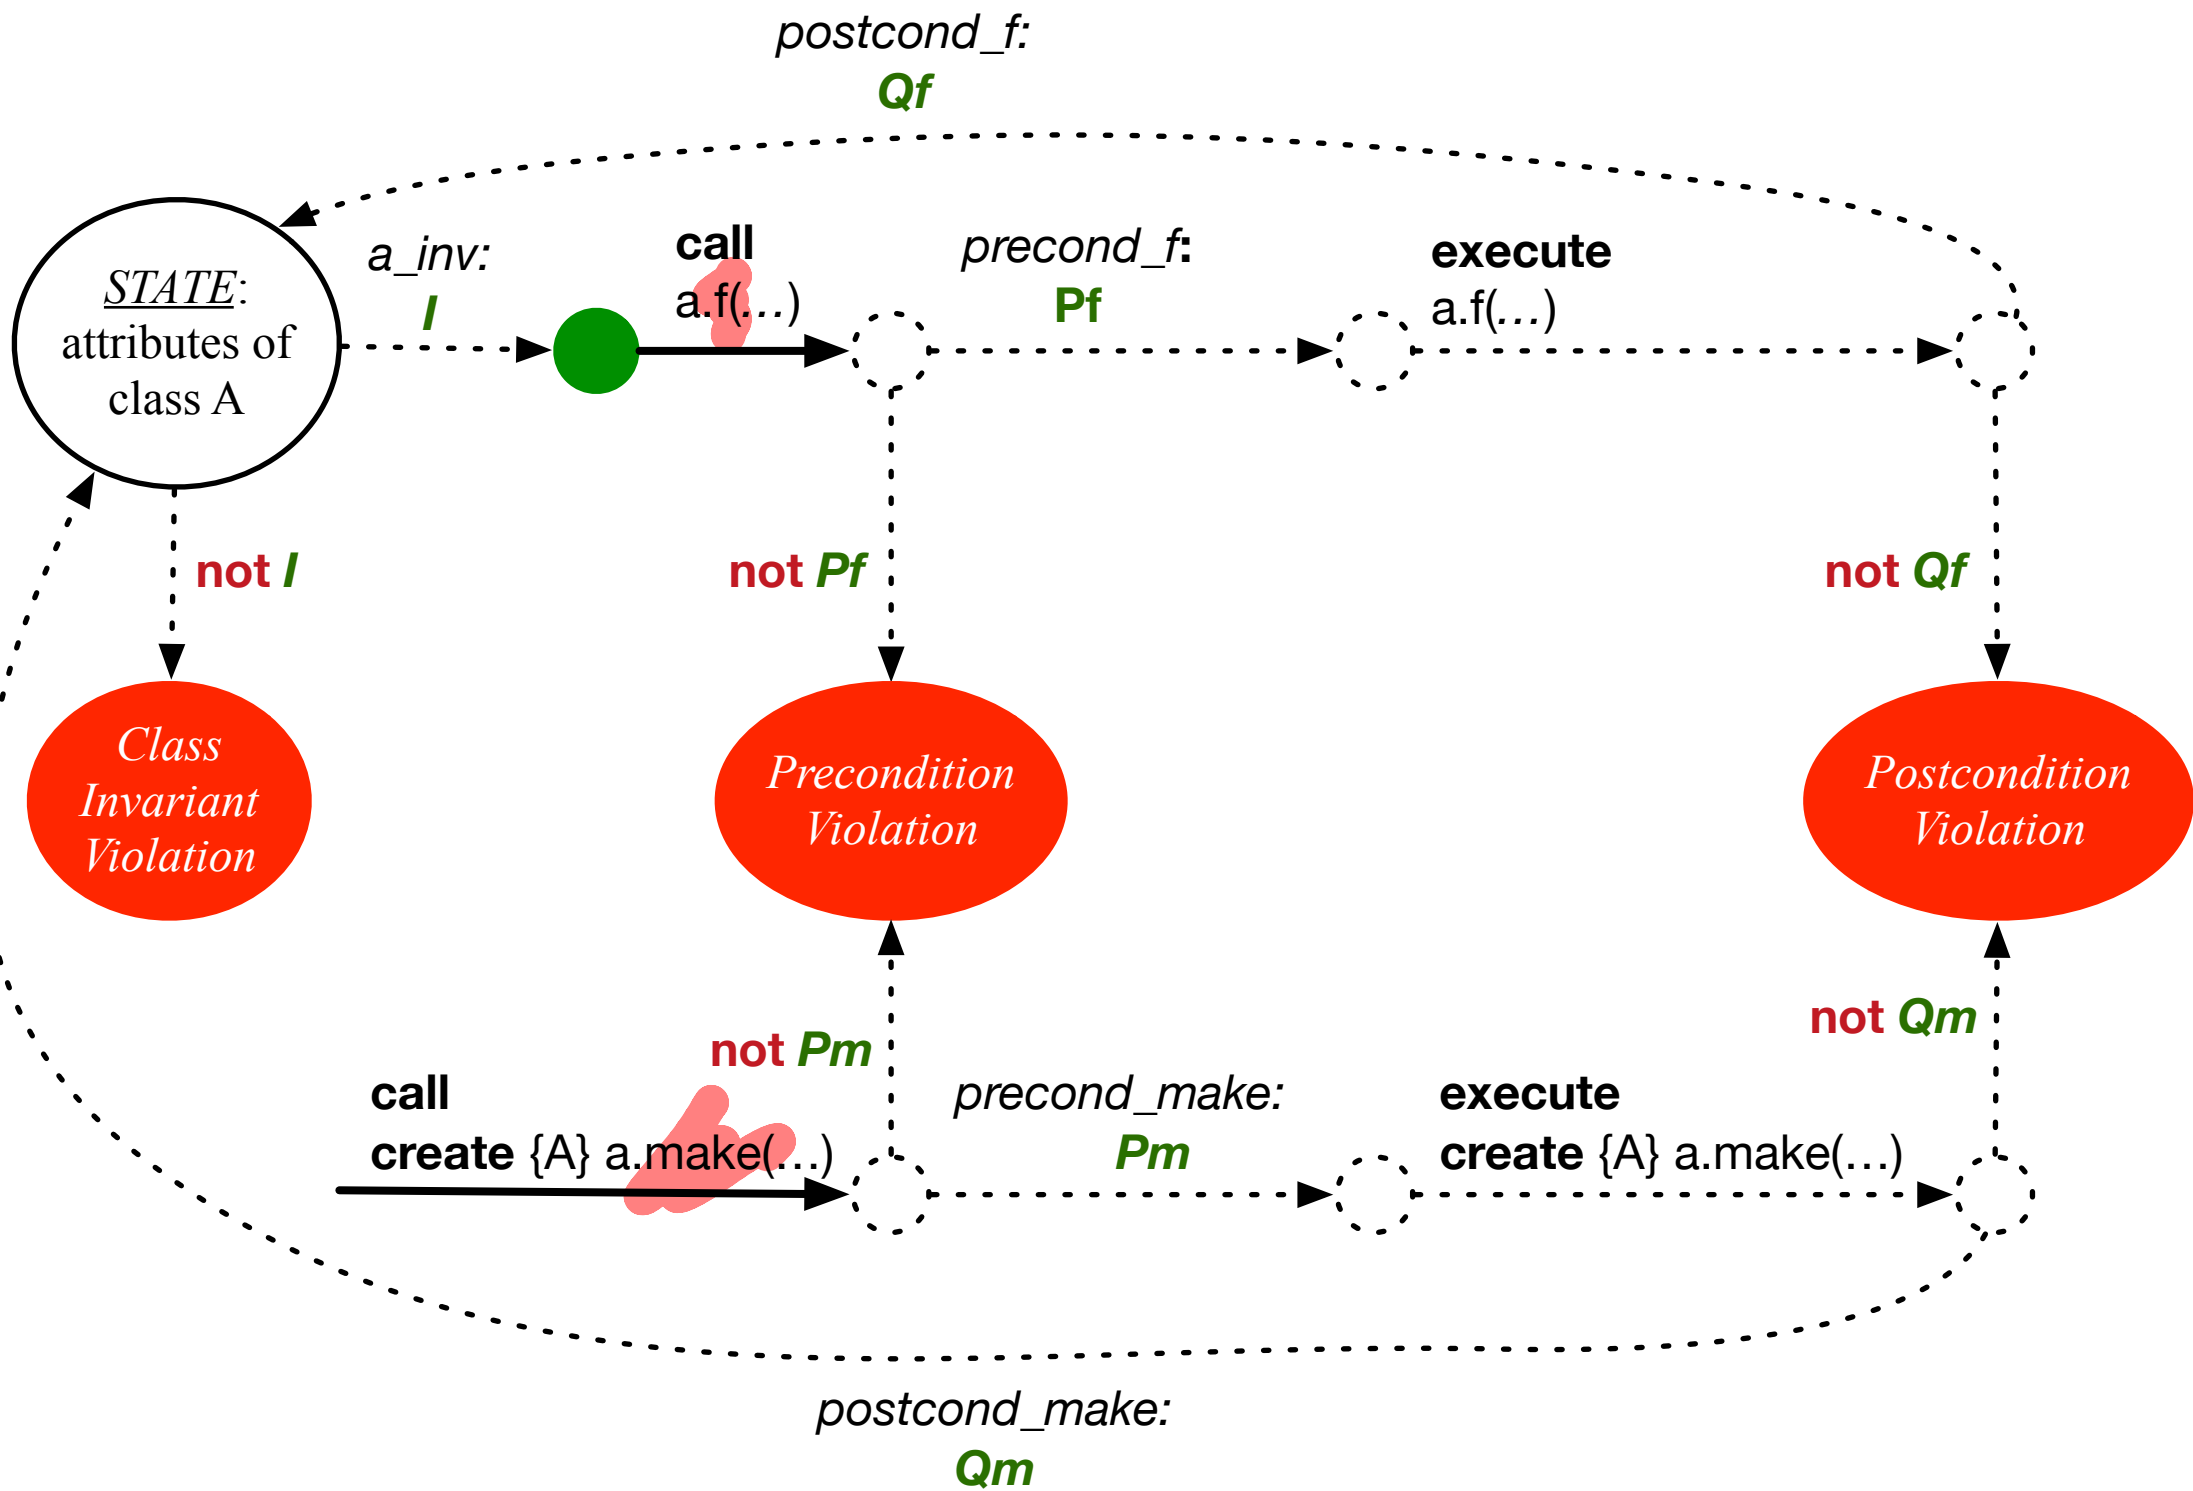 postcond_f:
Qf
STATE:
attributes of
class A
a_inv:
I
call
a.f(…)
precond_f:
Pf
execute
a.f(…)
not I
not Pf
not Qf
Class
Invariant
Violation
Precondition
Violation
Postcondition
Violation
not Pm
not Qm
call
create {A} a.make(…)
precond_make:
Pm
execute
create {A} a.make(…)
postcond_make:
Qm